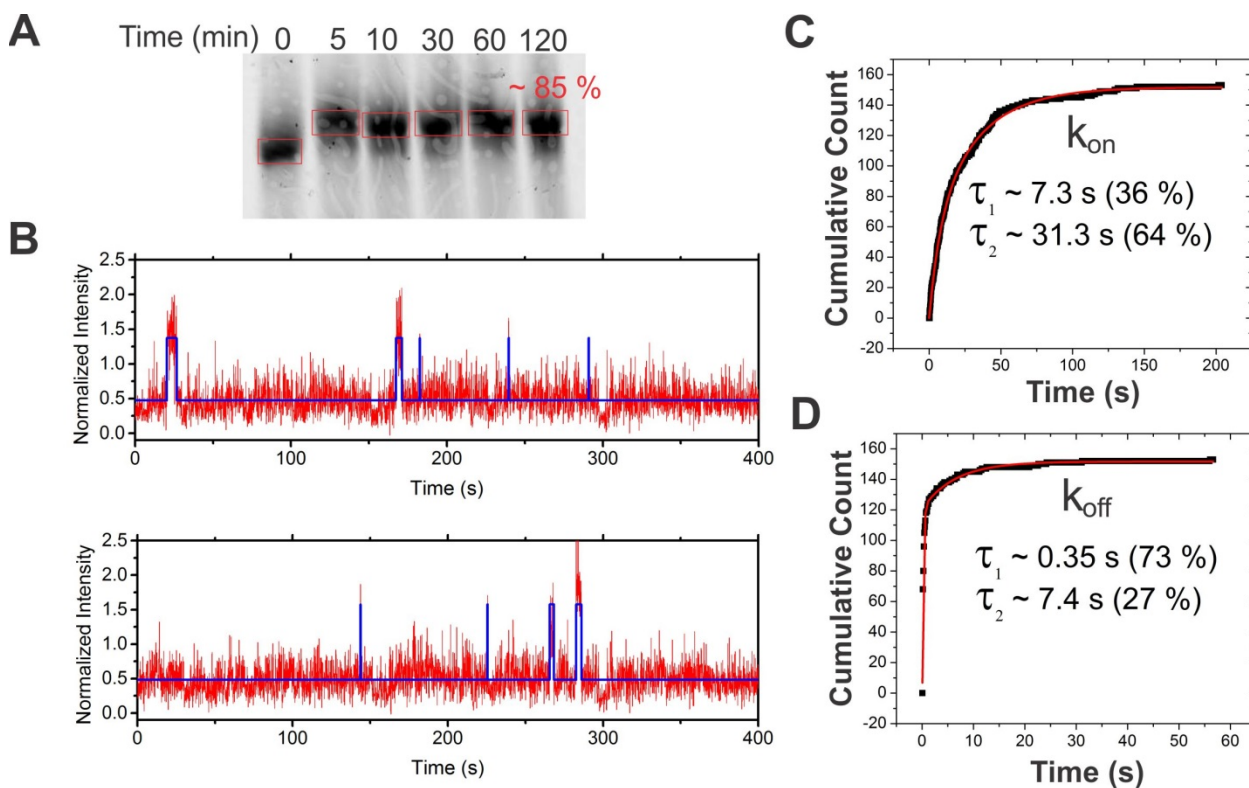 A
Time (min) 0 5 10 30 60 120
~ 85 %
B
Normalized Intensity
2.5
2.0
1.5
1.0
0.5
0.0
0 100 200 300 400
Time (s)
Normalized Intensity
2.5
2.0
1.5
1.0
0.5
0.0
0 100 200 300 400
Time (s)
C
Cumulative Count
160
140
120
100
80
60
40
20
0
-20
kon
τ1 ~ 7.3 s (36 %)
τ2 ~ 31.3 s (64 %)
0 50 100 150 200
Time (s)
D
Cumulative Count
160
140
120
100
80
60
40
20
0
-20
koff
τ1 ~ 0.35 s (73 %)
τ2 ~ 7.4 s (27 %)
0 10 20 30 40 50 60
Time (s)